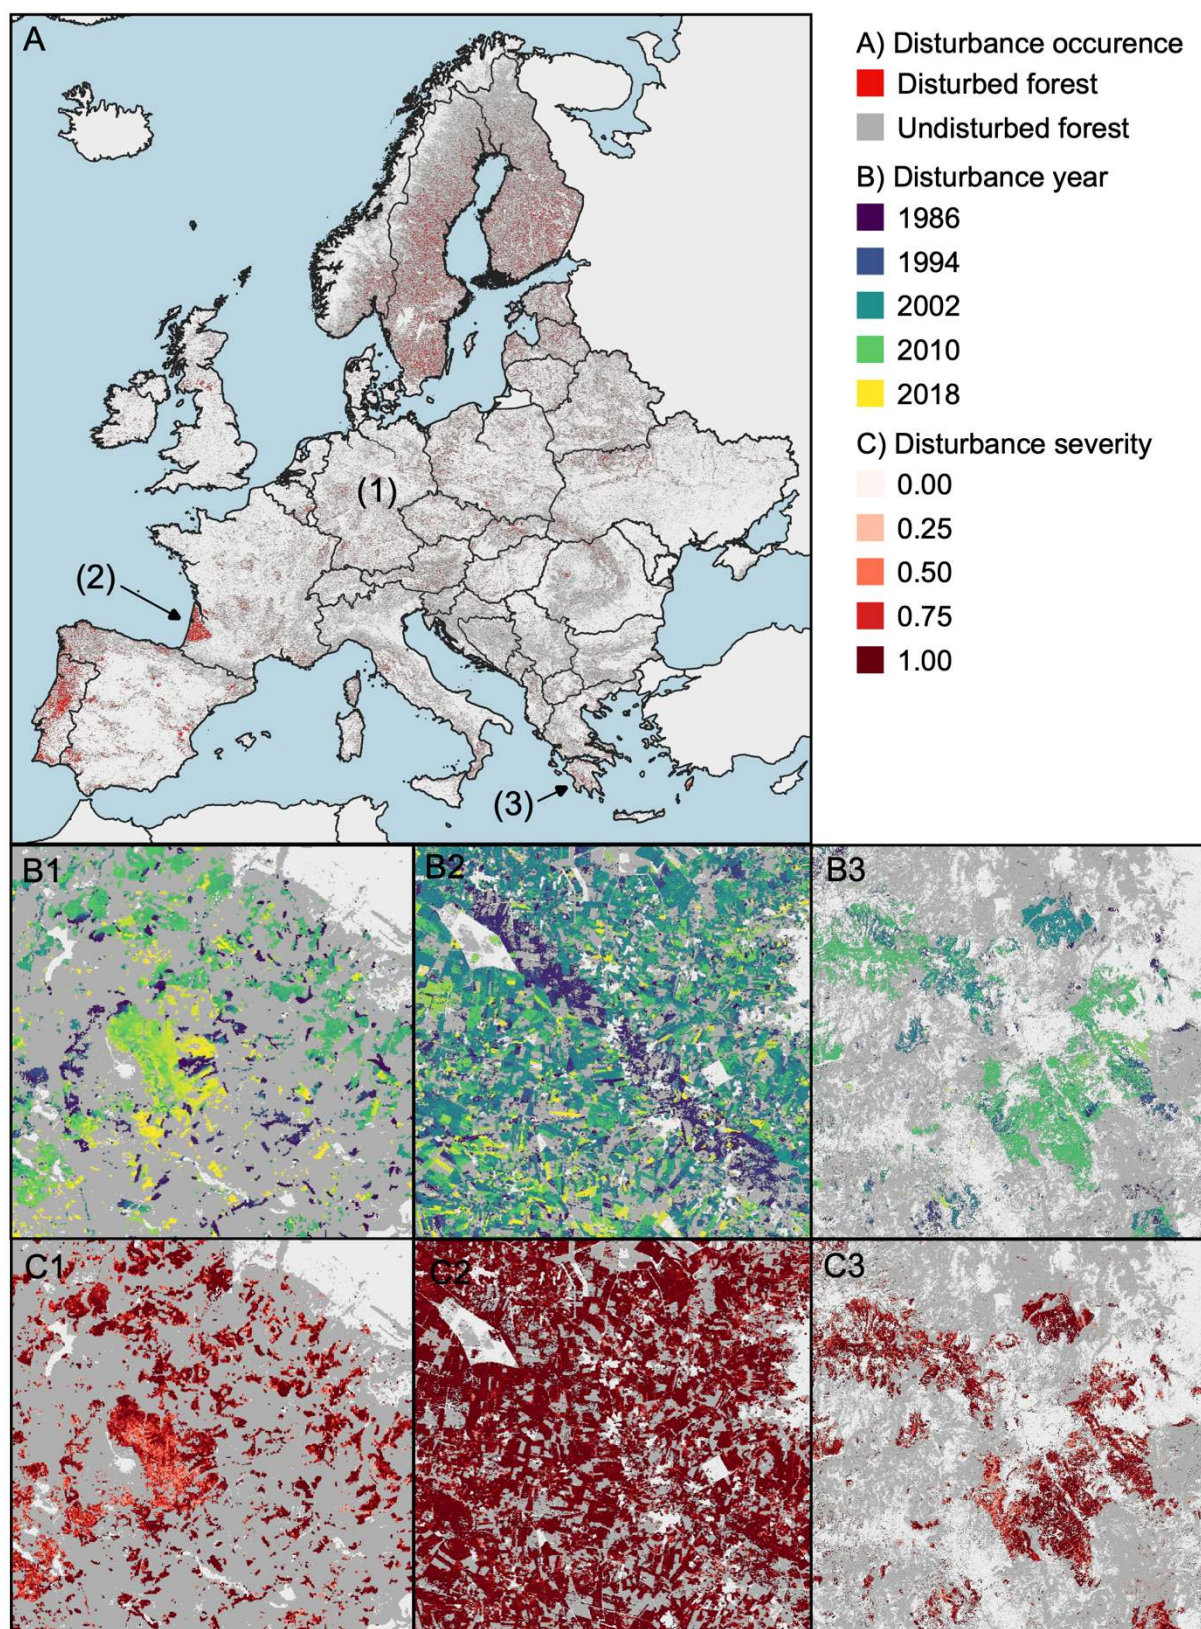 A
A) Disturbance occurence
Disturbed forest
Undisturbed forest
B) Disturbance year
1986
1994
2002
2010
2018
C) Disturbance severity
0.00
0.25
0.50
0.75
1.00
(1)
(2)
(3)
B1
B2
B3
C1
C2
C3